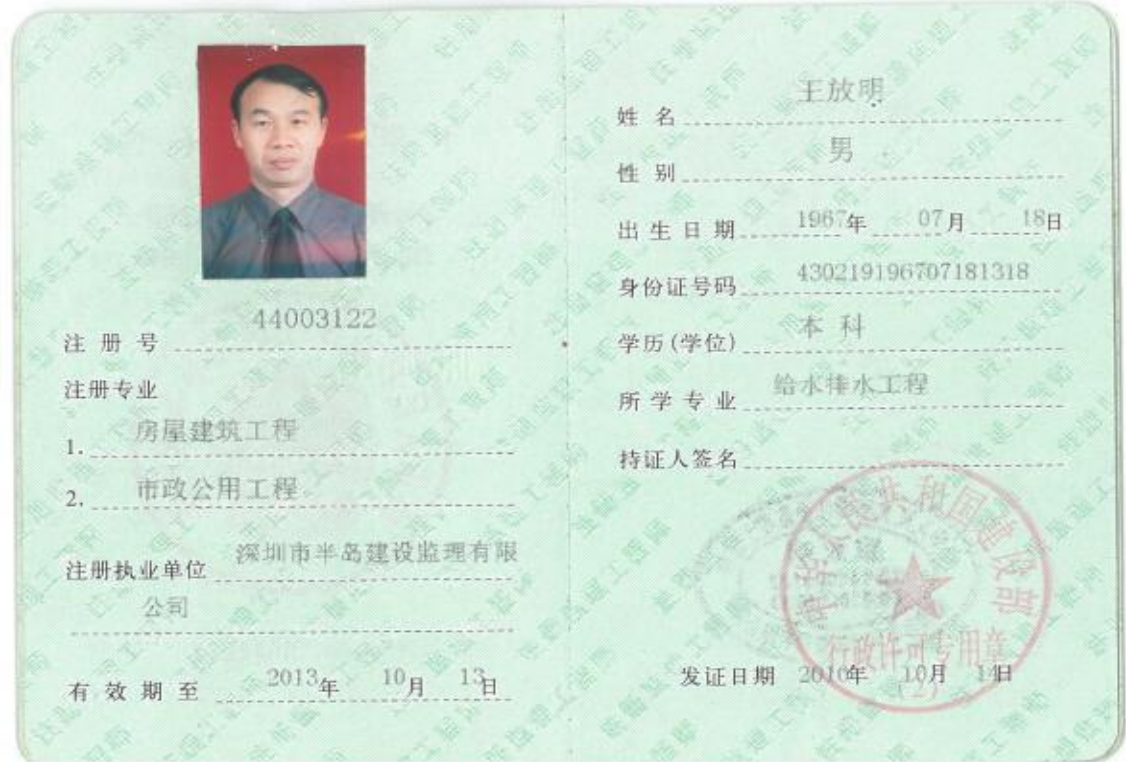 44003122
注 册 号
注册专业
1. 房屋建筑工程
2. 市政公用工程
注册执业单位 深圳市半岛建设监理有限
公司
有 效 期 至 2013年 10月 13日
姓 名 王放明
性 别 男
出 生 日 期 1967年 07月 18日
身份证号码 430219196707181318
学历(学位) 本 科
所 学 专 业 给水排水工程
持证人签名
中华人民共和国建设部
行政许可专用章
(2)
发证日期 2010年 10月 14日